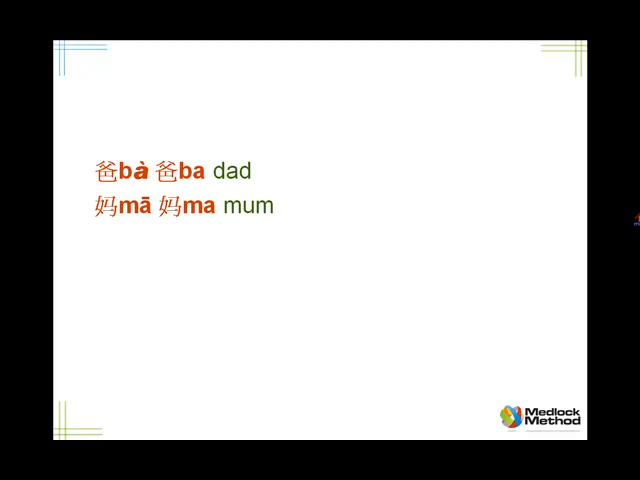 爸bà 爸ba dad
妈mā 妈ma mum
Medlock
Method